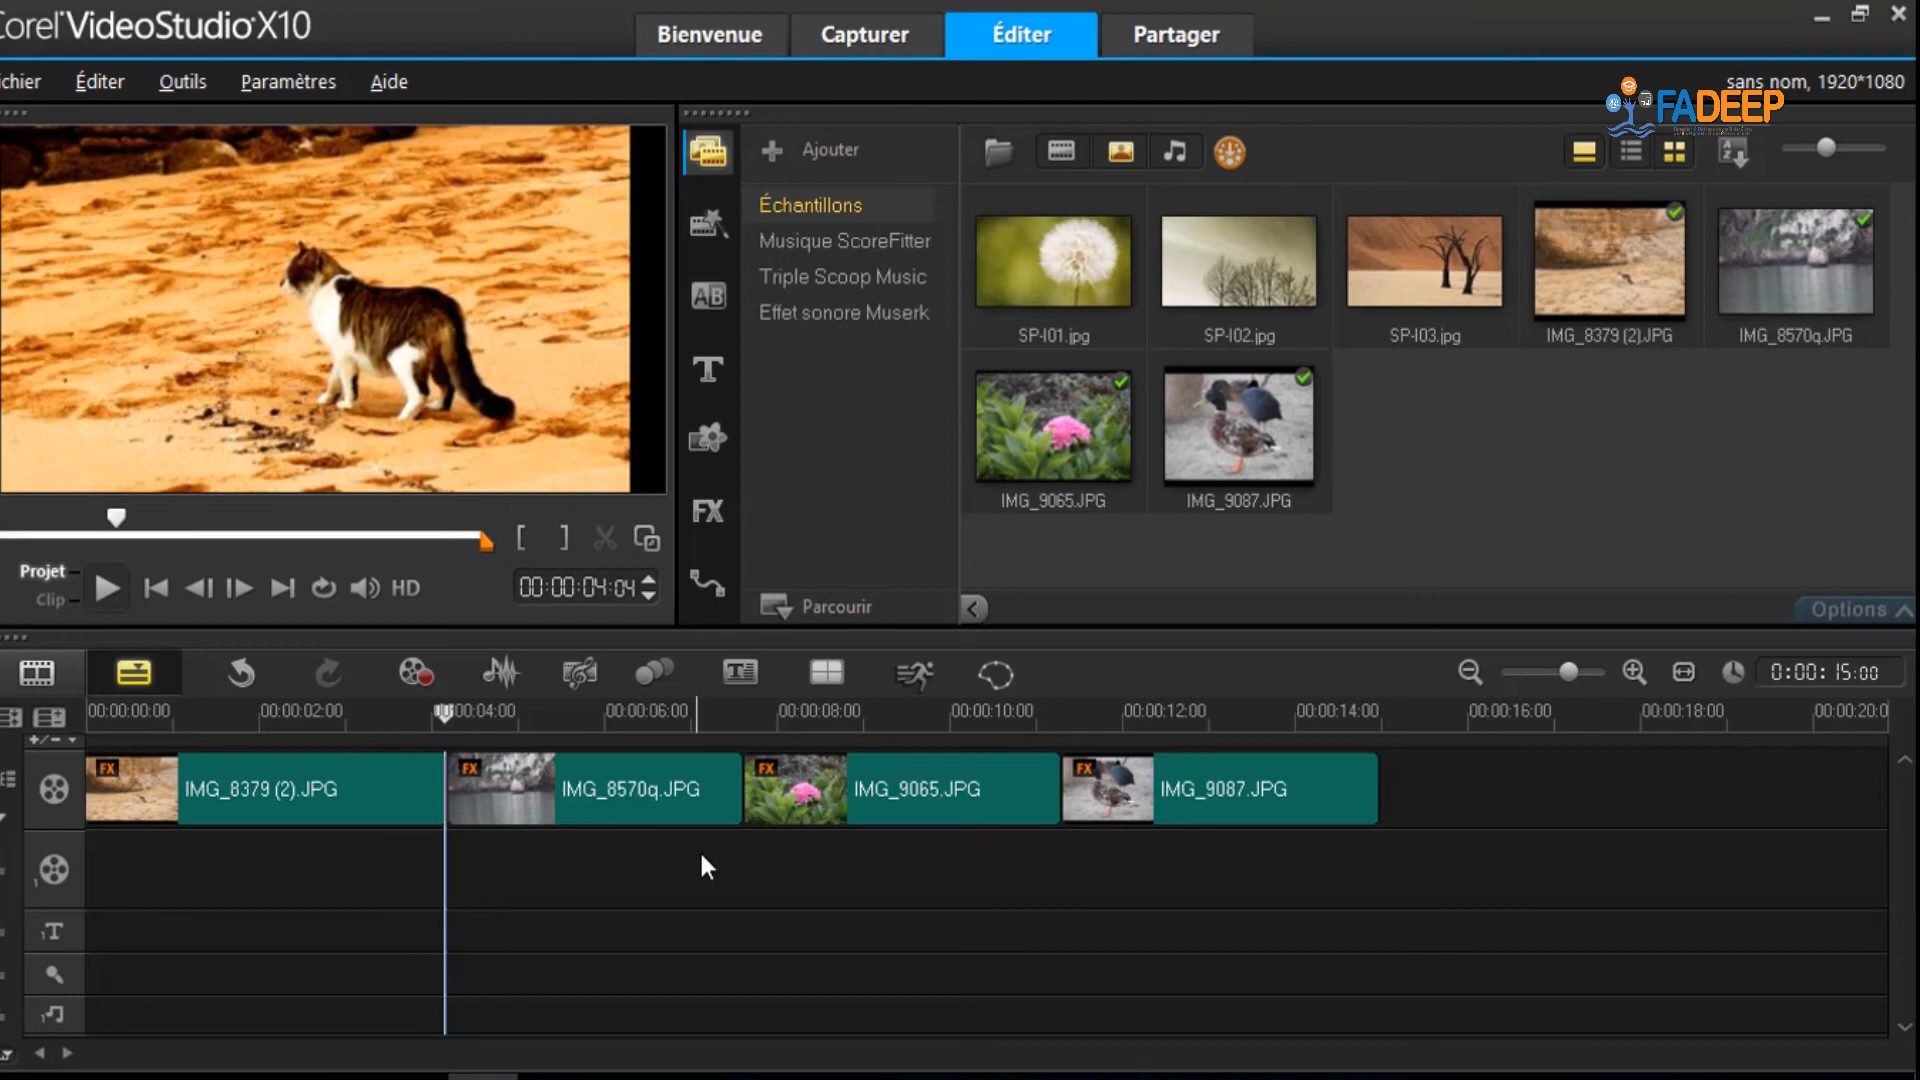 Corel VideoStudio X10
Bienvenue
Capturer
Éditer
Partager
Éditer
Outils
Paramètres
Aide
sans nom, 1920*1080
FADEEP
Ajouter
Échantillons
Musique ScoreFitter
Triple Scoop Music
Effet sonore Muserk
Parcourir
AB
T
FX
SP-I01.jpg
SP-I02.jpg
SP-I03.jpg
IMG_8379 (2).JPG
IMG_8570q.JPG
IMG_9065.JPG
IMG_9087.JPG
Options
Projet
Clip
HD
00:00:04:04
0:00:15:00
00:00:00:00
00:00:02:00
00:00:04:00
00:00:06:00
00:00:08:00
00:00:10:00
00:00:12:00
00:00:14:00
00:00:16:00
00:00:18:00
00:00:20:0
FX
IMG_8379 (2).JPG
FX
IMG_8570q.JPG
FX
IMG_9065.JPG
FX
IMG_9087.JPG
1
1T
1